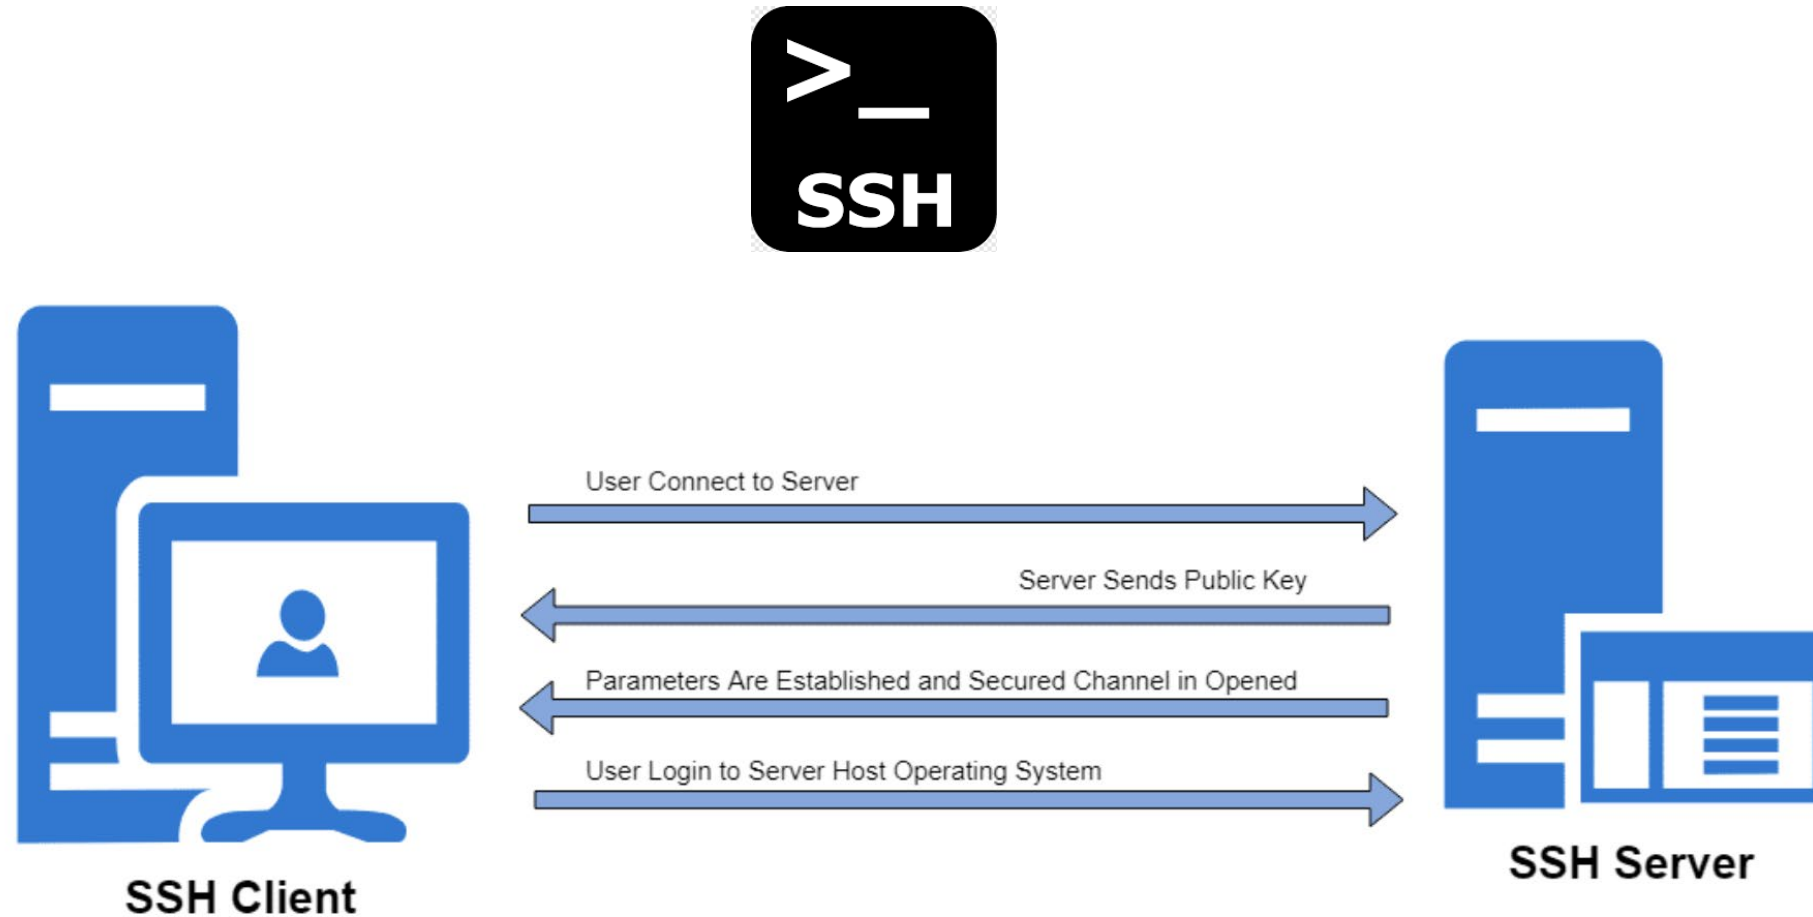 >_
SSH
User Connect to Server
Server Sends Public Key
Parameters Are Established and Secured Channel in Opened
User Login to Server Host Operating System
SSH Server
SSH Client